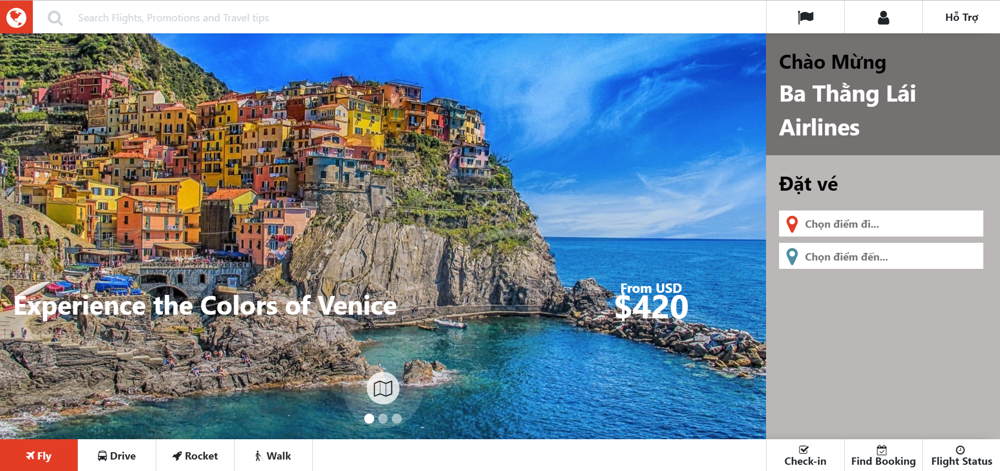 Search Flights, Promotions and Travel tips
Hỗ Trợ
Chào Mừng
Ba Thằng Lái
Airlines
Đặt vé
Chọn điểm đi...
Chọn điểm đến...
From USD
$420
Experience the Colors of Venice
Fly
Drive
Rocket
Walk
Check-in
Find Booking
Flight Status